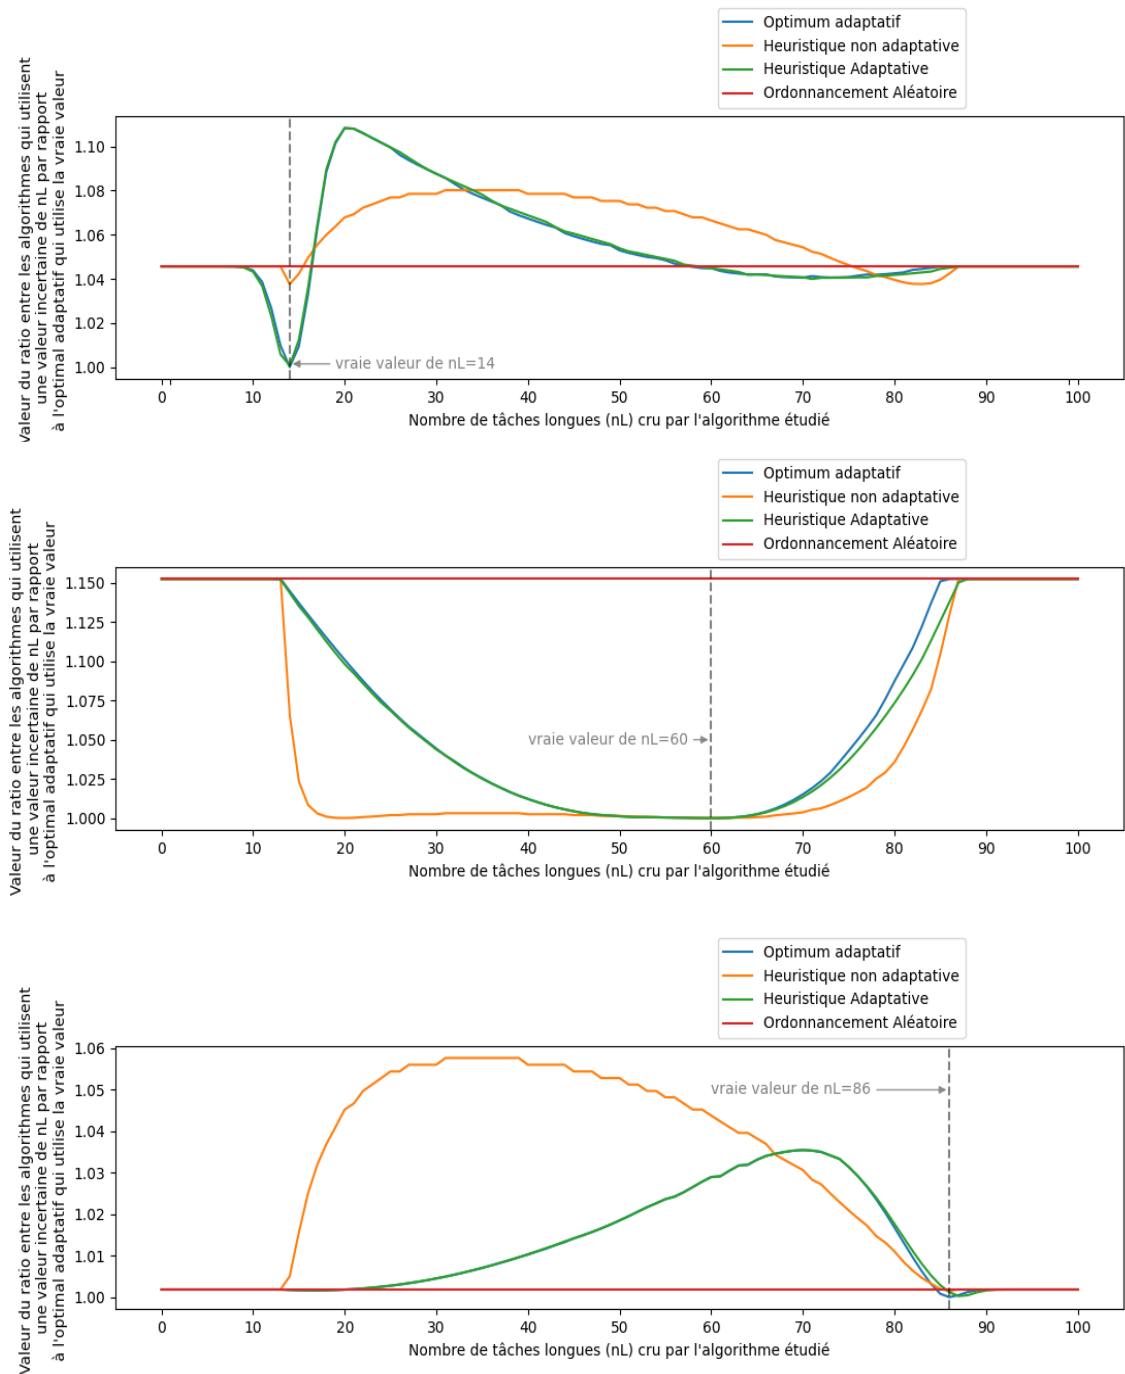 Optimum adaptatif
Heuristique non adaptative
Heuristique Adaptative
Ordonnancement Aléatoire
Valeur du ratio entre les algorithmes qui utilisent
une valeur incertaine de nL par rapport
à l'optimal adaptatif qui utilise la vraie valeur
1.10
1.08
1.06
1.04
1.02
1.00
vraie valeur de nL=14
0 10 20 30 40 50 60 70 80 90 100
Nombre de tâches longues (nL) cru par l'algorithme étudié
Optimum adaptatif
Heuristique non adaptative
Heuristique Adaptative
Ordonnancement Aléatoire
Valeur du ratio entre les algorithmes qui utilisent
une valeur incertaine de nL par rapport
à l'optimal adaptatif qui utilise la vraie valeur
1.150
1.125
1.100
1.075
1.050
1.025
1.000
vraie valeur de nL=60
0 10 20 30 40 50 60 70 80 90 100
Nombre de tâches longues (nL) cru par l'algorithme étudié
Optimum adaptatif
Heuristique non adaptative
Heuristique Adaptative
Ordonnancement Aléatoire
Valeur du ratio entre les algorithmes qui utilisent
une valeur incertaine de nL par rapport
à l'optimal adaptatif qui utilise la vraie valeur
1.06
1.05
1.04
1.03
1.02
1.01
1.00
vraie valeur de nL=86
0 10 20 30 40 50 60 70 80 90 100
Nombre de tâches longues (nL) cru par l'algorithme étudié